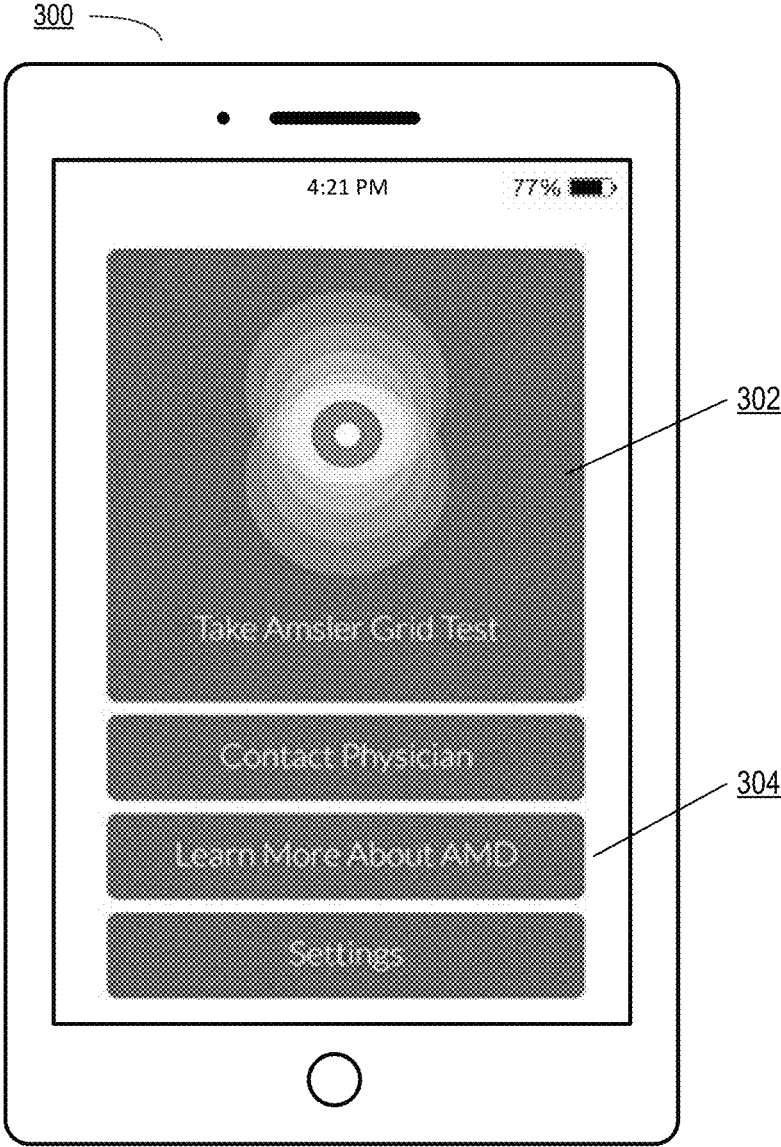 300
4:21 PM 77%
302
Take Amsler Grid Test
Contact Physician
304
Learn More About AMD
Settings